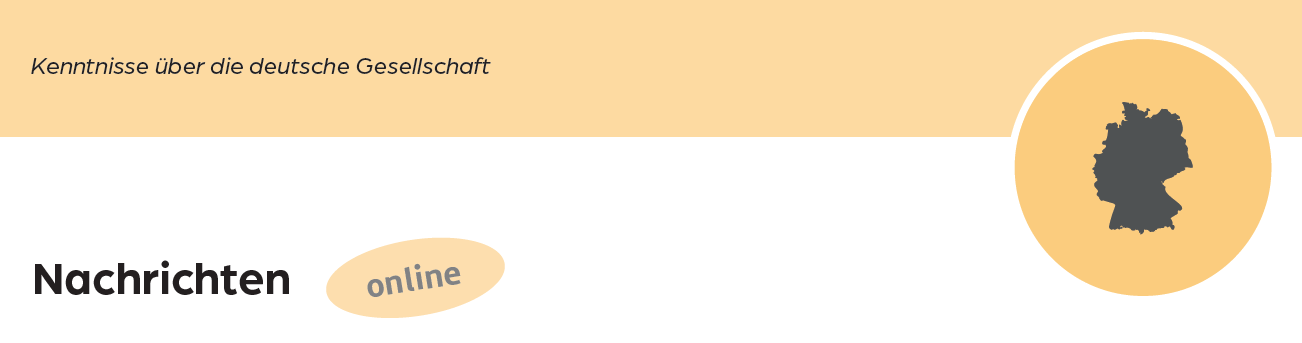 Kenntnisse über die deutsche Gesellschaft
Nachrichten online